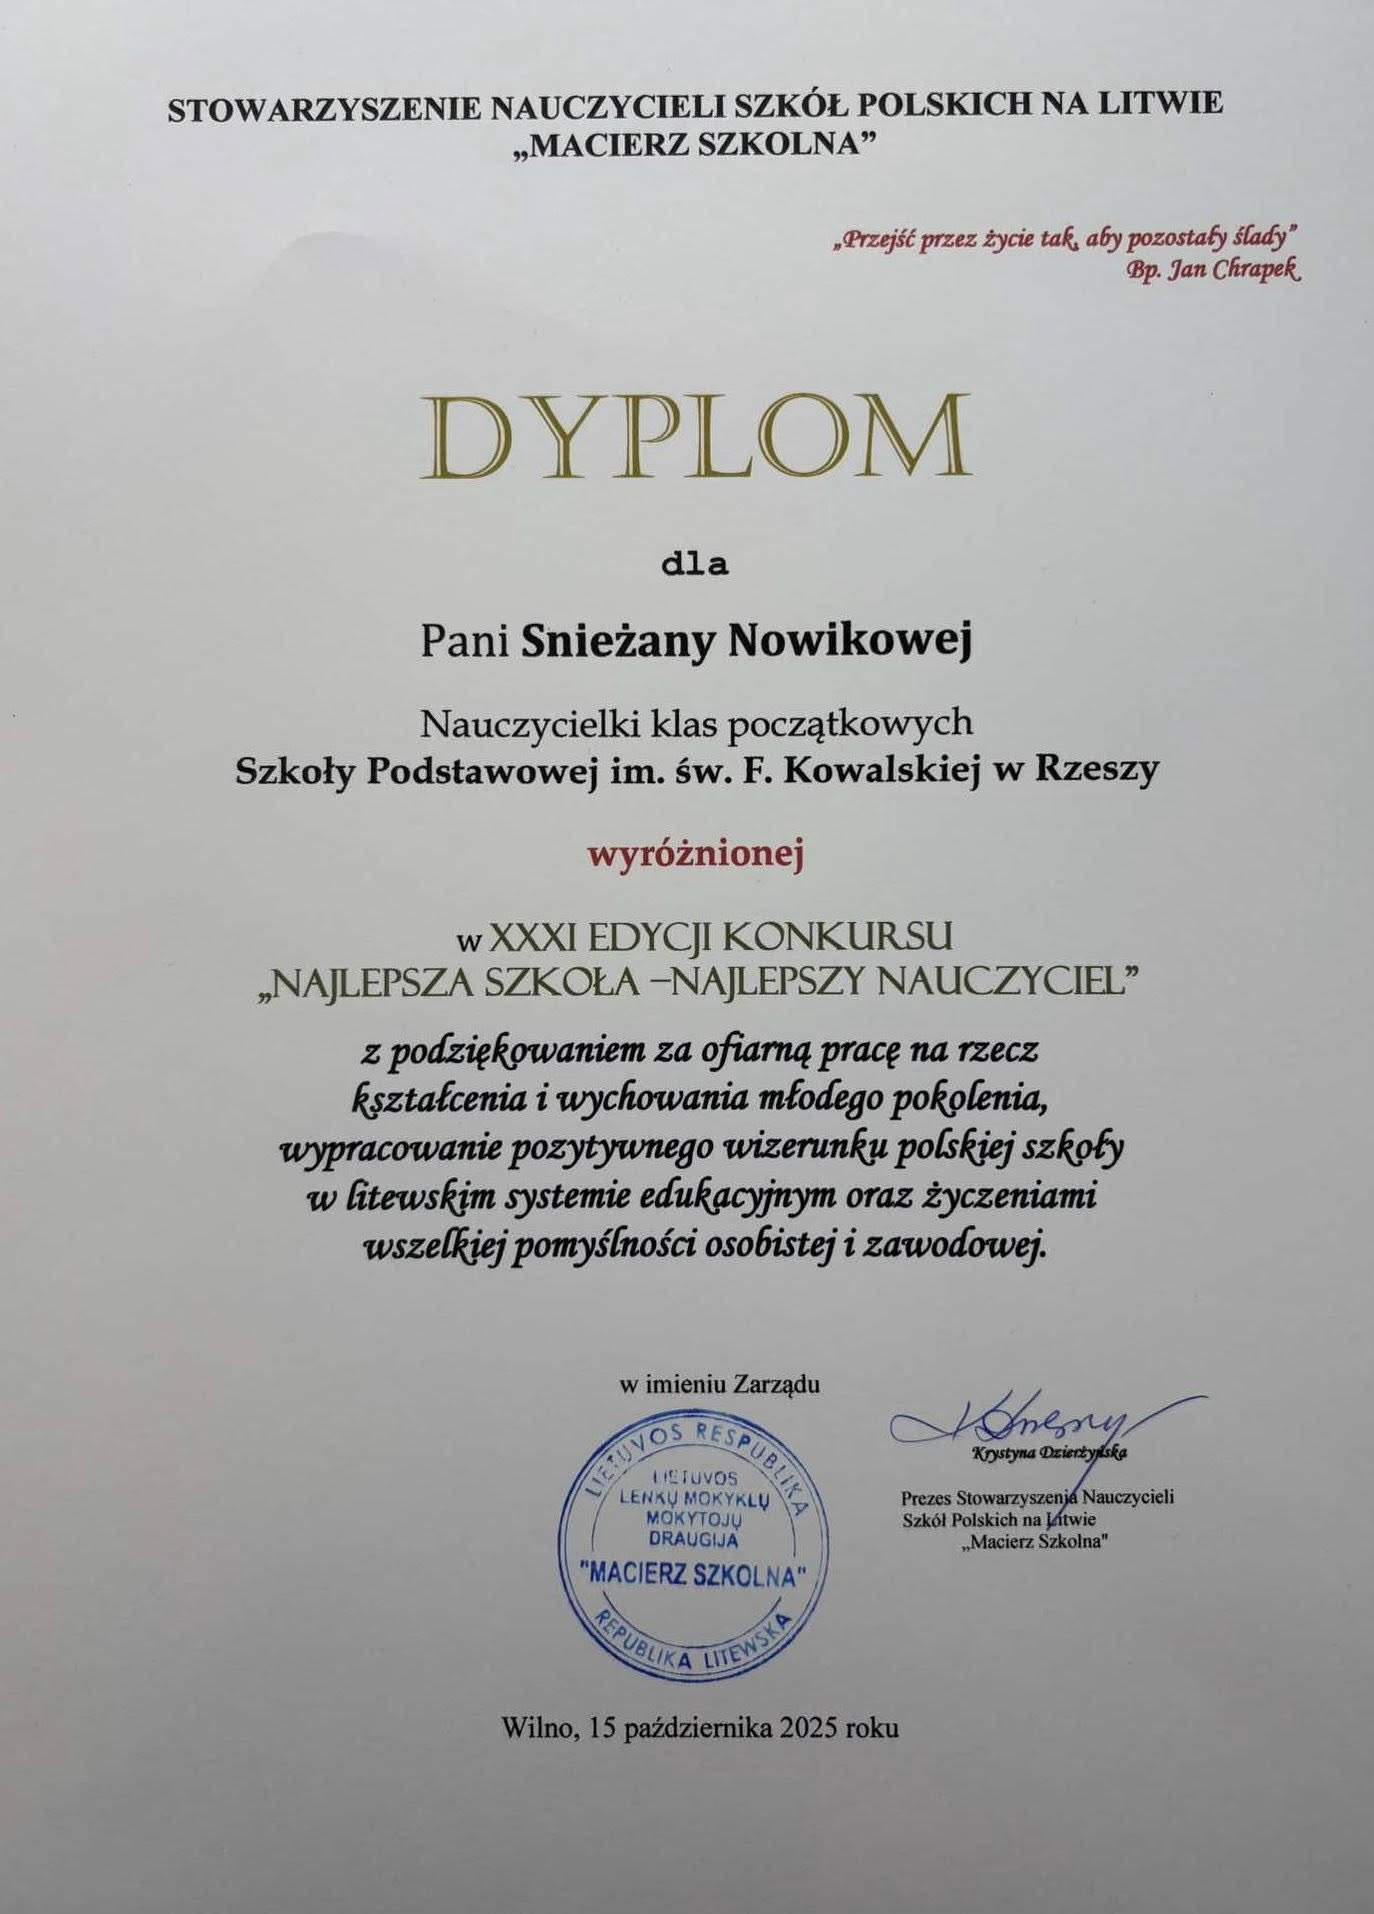 STOWARZYSZENIE NAUCZYCIELI SZKÓŁ POLSKICH NA LITWIE
„MACIERZ SZKOLNA”
„Przejść przez życie tak, aby pozostały ślady”
Bp. Jan Chrapek
DYPLOM
dla
Pani Snieżany Nowikowej
Nauczycielki klas początkowych
Szkoły Podstawowej im. św. F. Kowalskiej w Rzeszy
wyróżnionej
w XXXI EDYCJI KONKURSU
„NAJLEPSZA SZKOŁA –NAJLEPSZY NAUCZYCIEL”
z podziękowaniem za ofiarną pracę na rzecz
kształcenia i wychowania młodego pokolenia,
wypracowanie pozytywnego wizerunku polskiej szkoły
w litewskim systemie edukacyjnym oraz życzeniami
wszelkiej pomyślności osobistej i zawodowej.
w imieniu Zarządu
Krystyna Dzierżyńska
Prezes Stowarzyszenia Nauczycieli
Szkół Polskich na Litwie
„Macierz Szkolna"
LIETUVOS RESPUBLIKA
LIETUVOS
LENKŲ MOKYKLŲ
MOKYTOJŲ
DRAUGIJA
"MACIERZ SZKOLNA"
REPUBLIKA LITEWSKA
Wilno, 15 października 2025 roku